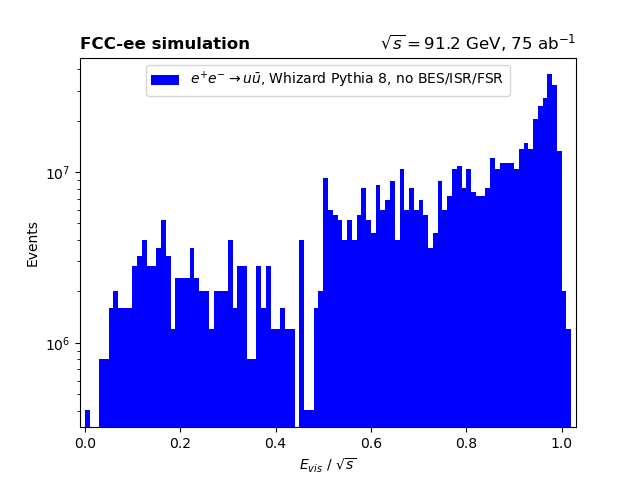 FCC-ee simulation √s = 91.2 GeV, 75 ab⁻¹
e⁺e⁻ → uū, Whizard Pythia 8, no BES/ISR/FSR
Events
10⁷
10⁶
0.0 0.2 0.4 0.6 0.8 1.0
E_vis / √s